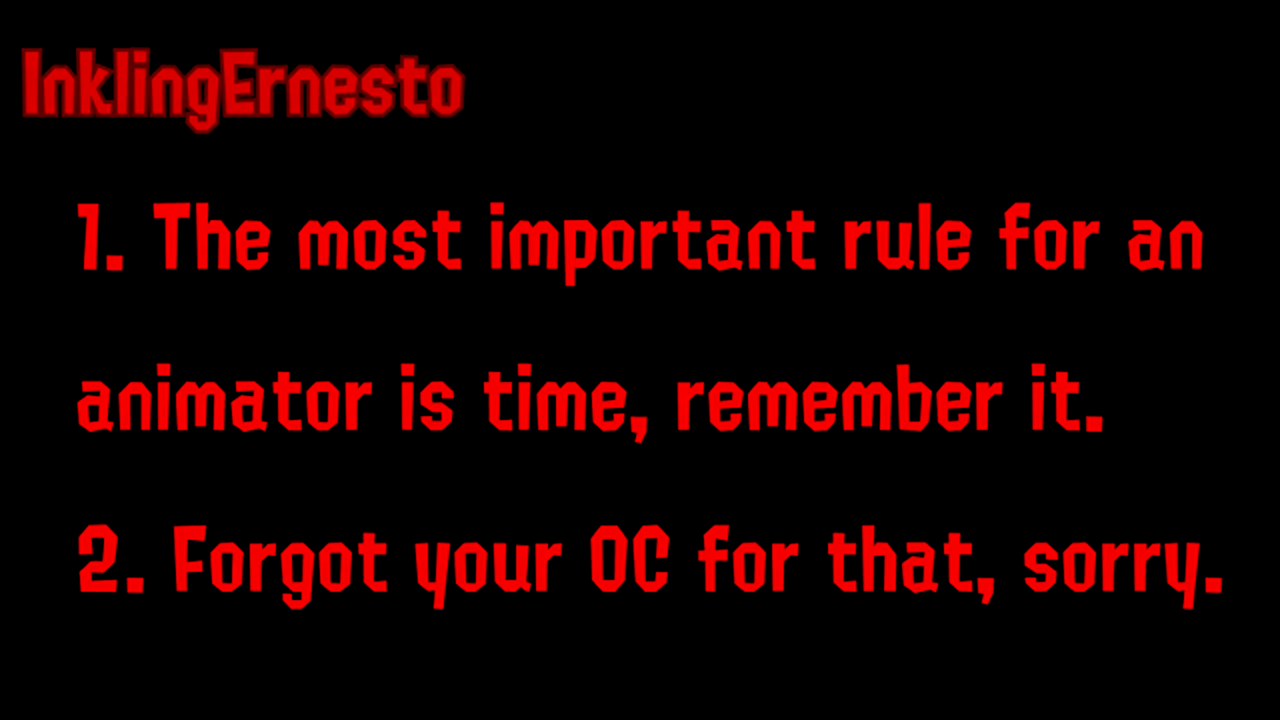 InklingErnesto
1. The most important rule for an
animator is time, remember it.
2. Forgot your OC for that, sorry.